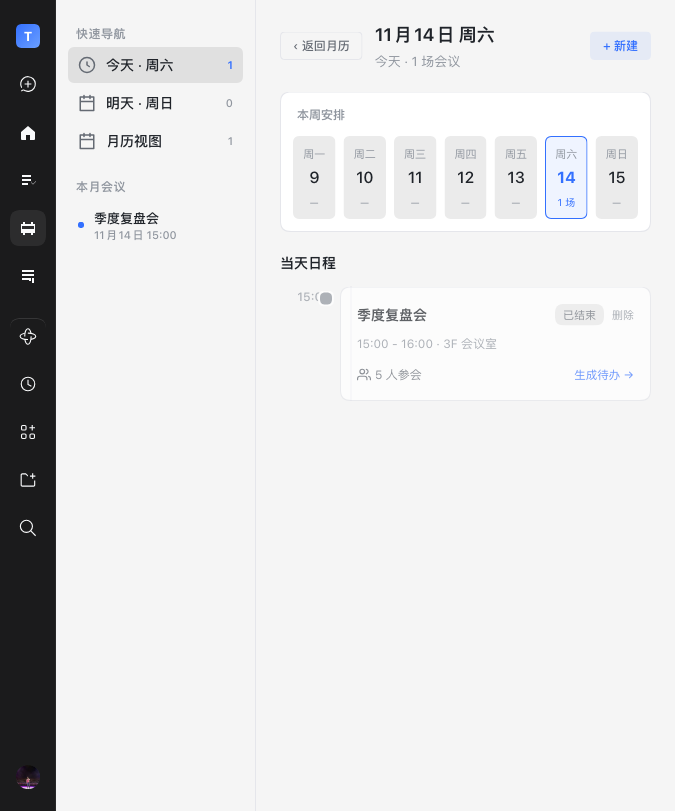 T
快速导航
今天 · 周六 1
明天 · 周日 0
月历视图 1
本月会议
季度复盘会
11月14日 15:00
‹ 返回月历
11月14日 周六
今天 · 1 场会议
+ 新建
本周安排
周一 周二 周三 周四 周五 周六 周日
9 10 11 12 13 14 15
– – – – – 1 场 –
当天日程
15:0
季度复盘会 已结束 删除
15:00 - 16:00 · 3F 会议室
5 人参会 生成待办 →